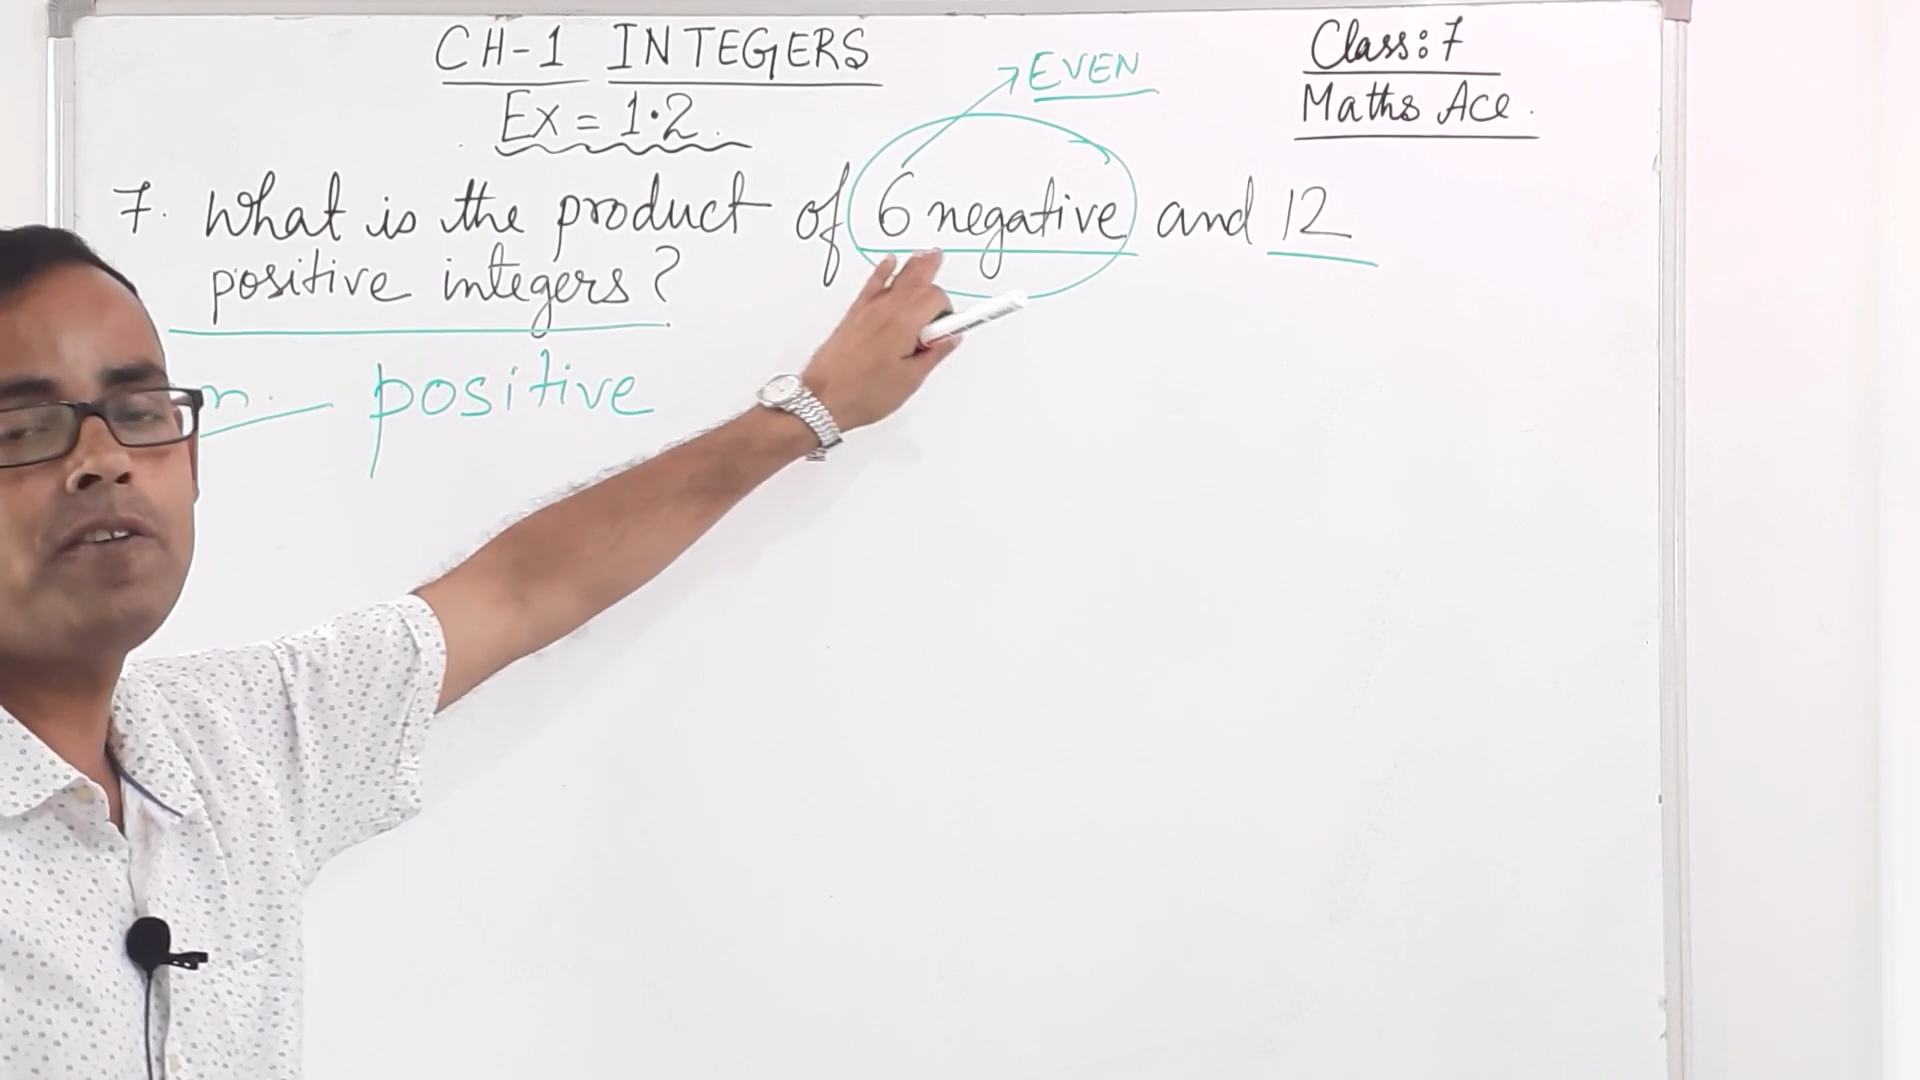 CH-1 INTEGERS
Class: 7
EVEN
Ex = 1.2.
Maths Ace.
7. What is the product of 6 negative and 12
positive integers?
positive